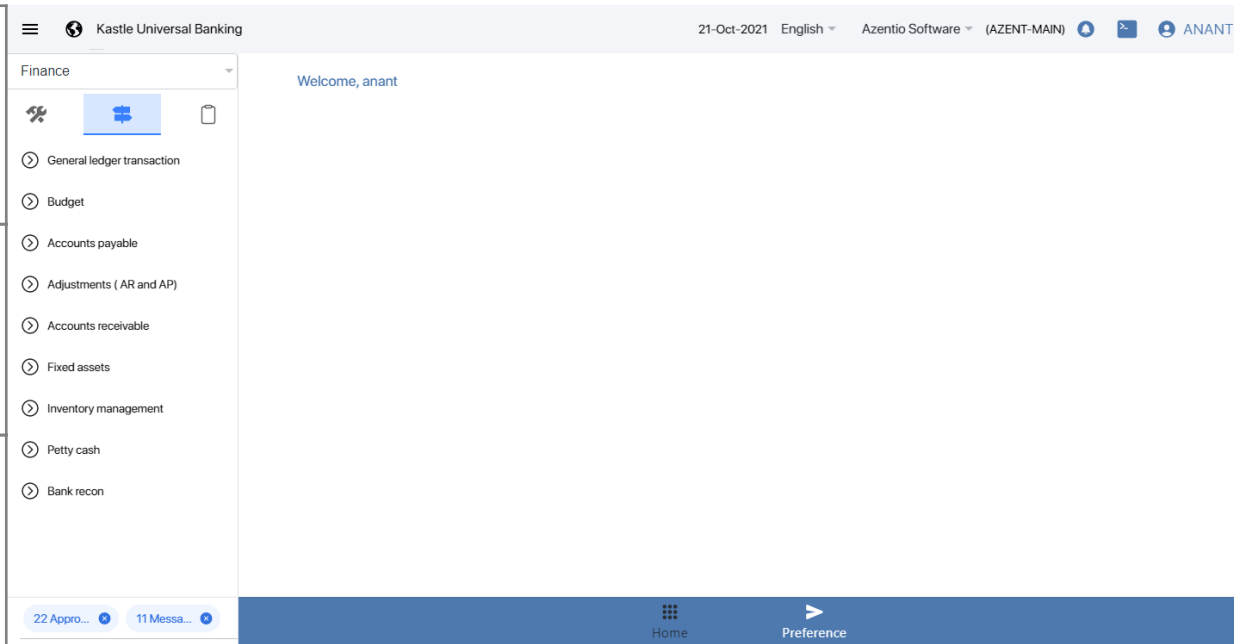 Kastle Universal Banking 21-Oct-2021 English Azentio Software (AZENT-MAIN) ANANT
Finance
Welcome, anant
General ledger transaction
Budget
Accounts payable
Adjustments ( AR and AP)
Accounts receivable
Fixed assets
Inventory management
Petty cash
Bank recon
22 Appro... 11 Messa...
Home Preference